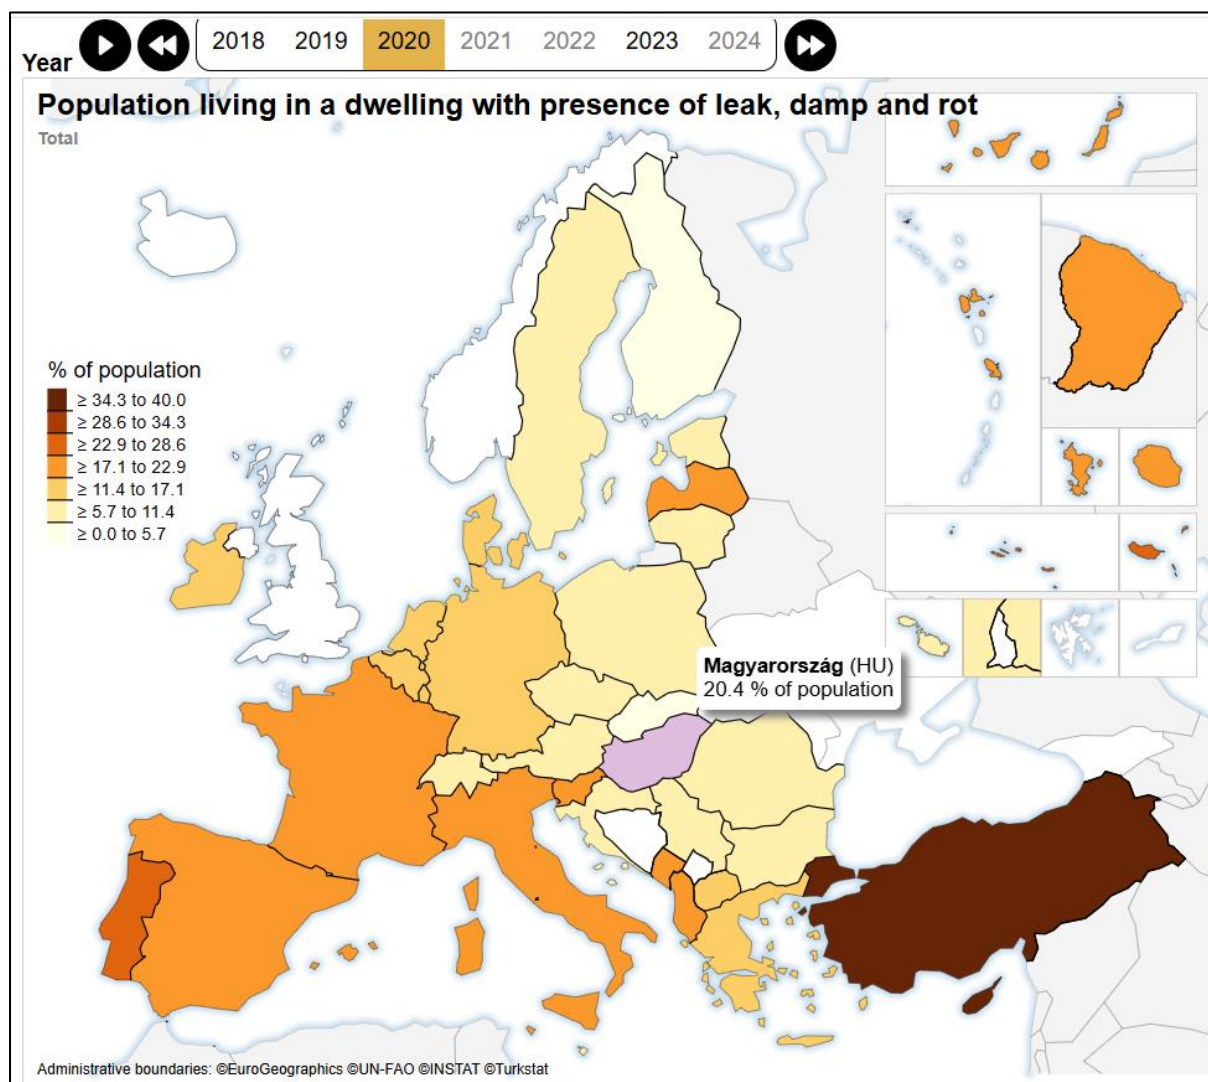 Year 2018 2019 2020 2021 2022 2023 2024
Population living in a dwelling with presence of leak, damp and rot
Total
% of population
≥ 34.3 to 40.0
≥ 28.6 to 34.3
≥ 22.9 to 28.6
≥ 17.1 to 22.9
≥ 11.4 to 17.1
≥ 5.7 to 11.4
≥ 0.0 to 5.7
Magyarország (HU)
20.4 % of population
Administrative boundaries: ©EuroGeographics ©UN-FAO ©INSTAT ©Turkstat